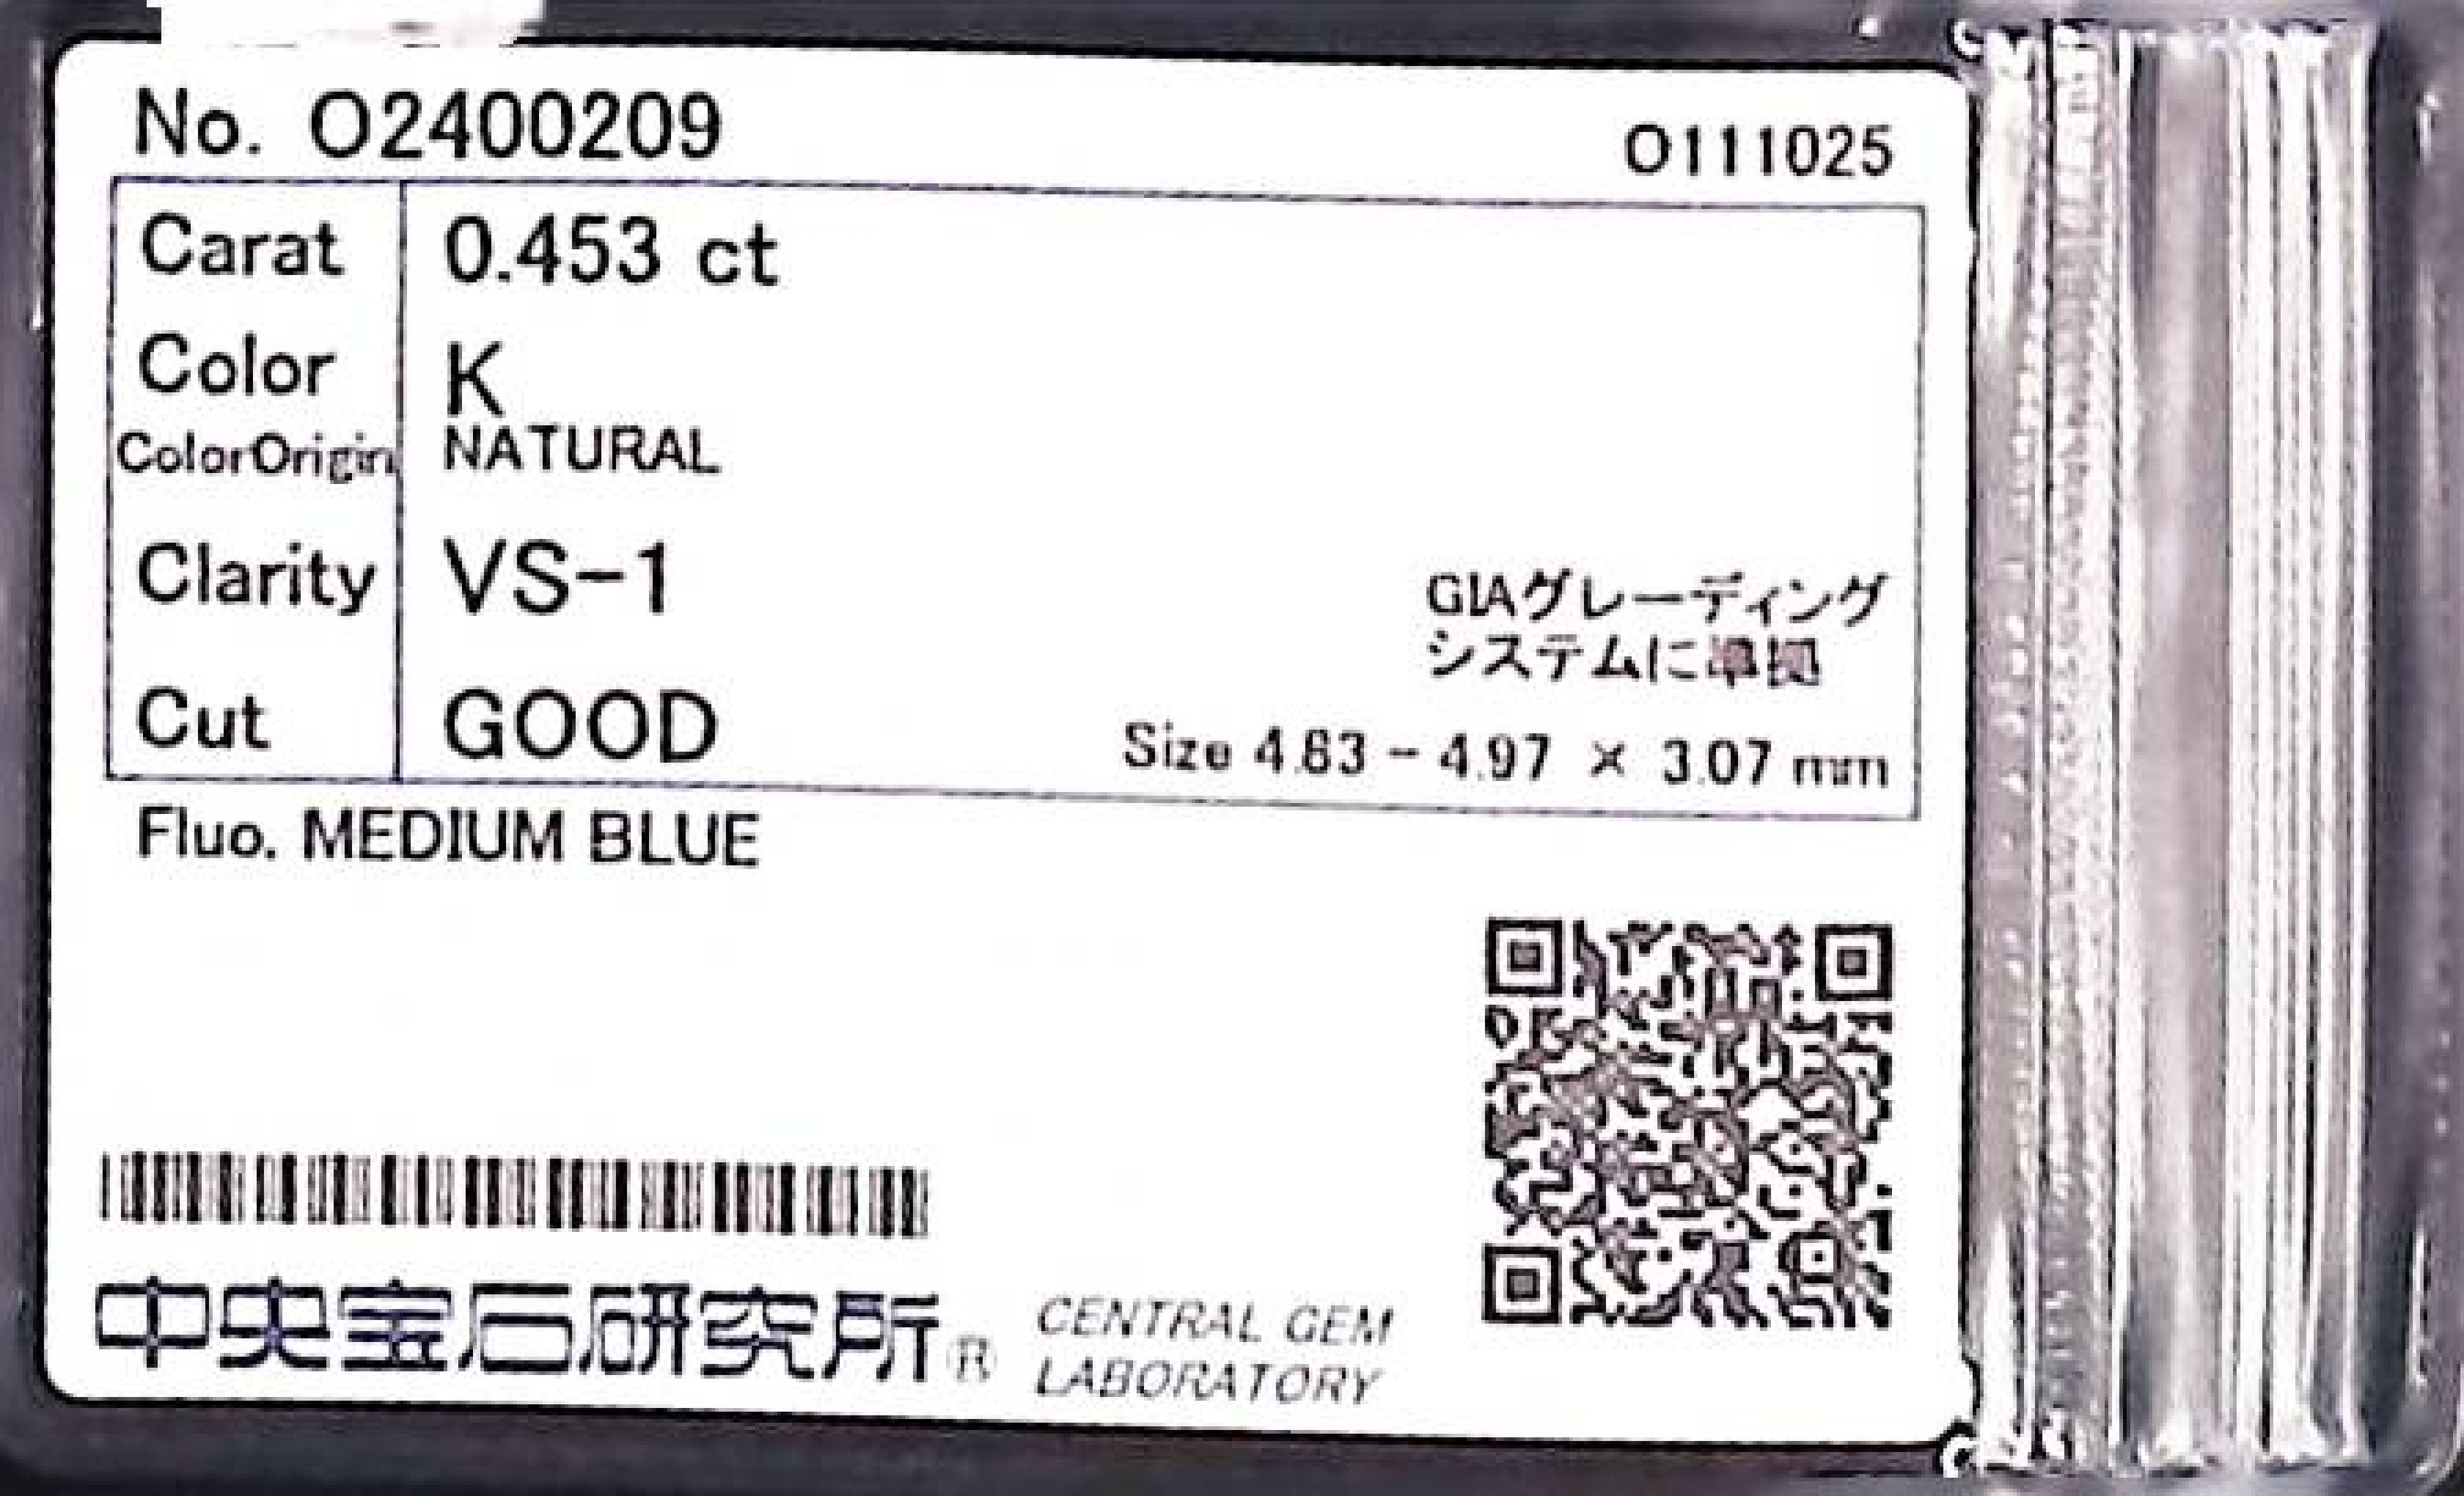 No. O2400209
O111025
Carat 0.453 ct
Color K
ColorOrigin NATURAL
Clarity VS-1
GIAグレーディング
システムに準拠
Cut GOOD
Size 4.83 - 4.97 × 3.07 mm
Fluo. MEDIUM BLUE
中央宝石研究所®
CENTRAL GEM
LABORATORY